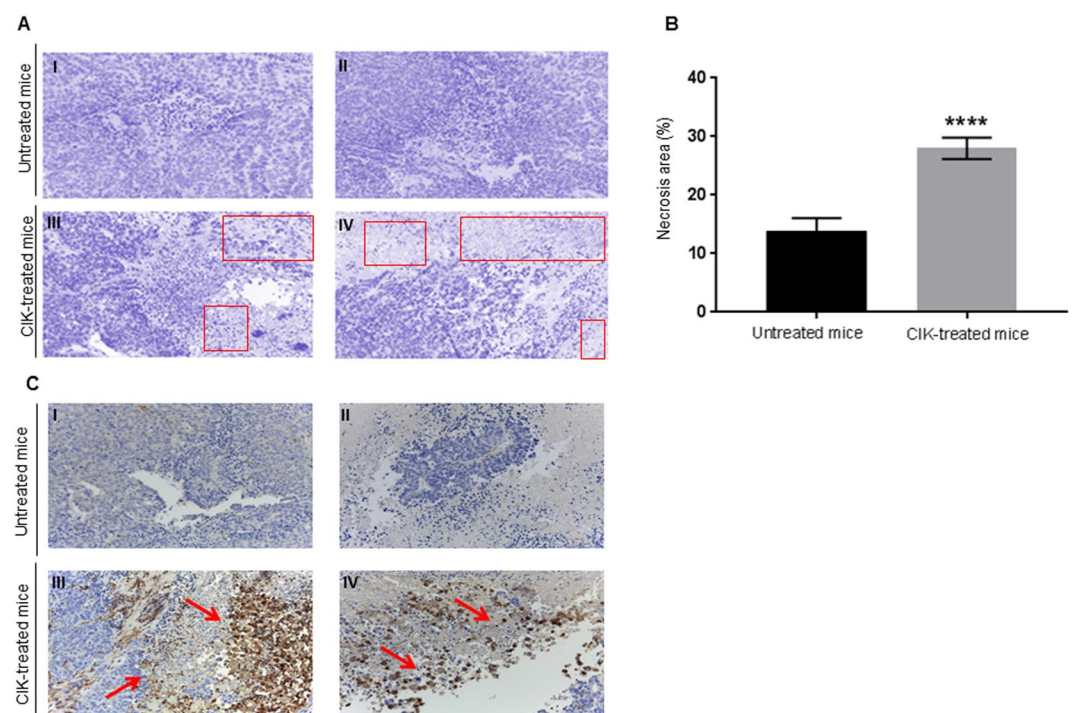 A
B
Untreated mice
I
II
CIK-treated mice
III
IV
40
30
20
10
0
Necrosis area (%)
****
Untreated mice
CIK-treated mice
C
Untreated mice
I
II
CIK-treated mice
III
IV